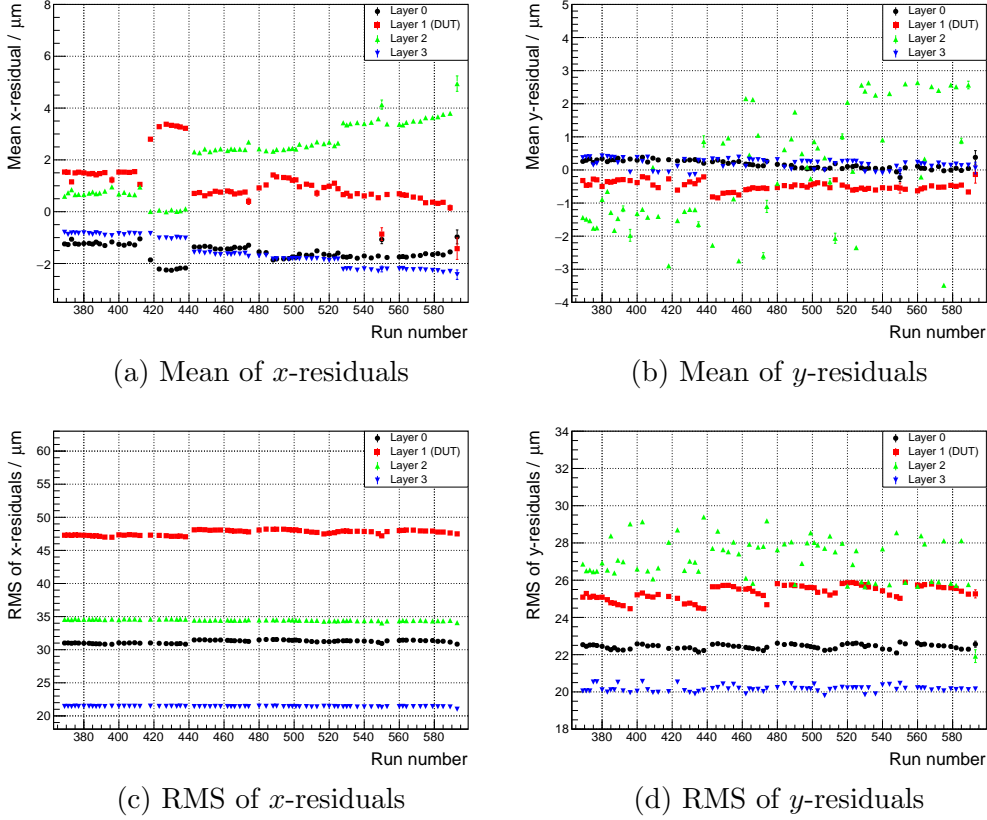 Mean x-residual / μm
8
6
4
2
0
−2
Layer 0
Layer 1 (DUT)
Layer 2
Layer 3
380 400 420 440 460 480 500 520 540 560 580
Run number
(a) Mean of x-residuals
Mean y-residual / μm
5
4
3
2
1
0
−1
−2
−3
−4
Layer 0
Layer 1 (DUT)
Layer 2
Layer 3
380 400 420 440 460 480 500 520 540 560 580
Run number
(b) Mean of y-residuals
RMS of x-residuals / μm
60
55
50
45
40
35
30
25
20
Layer 0
Layer 1 (DUT)
Layer 2
Layer 3
380 400 420 440 460 480 500 520 540 560 580
Run number
(c) RMS of x-residuals
RMS of y-residuals / μm
34
32
30
28
26
24
22
20
18
Layer 0
Layer 1 (DUT)
Layer 2
Layer 3
380 400 420 440 460 480 500 520 540 560 580
Run number
(d) RMS of y-residuals